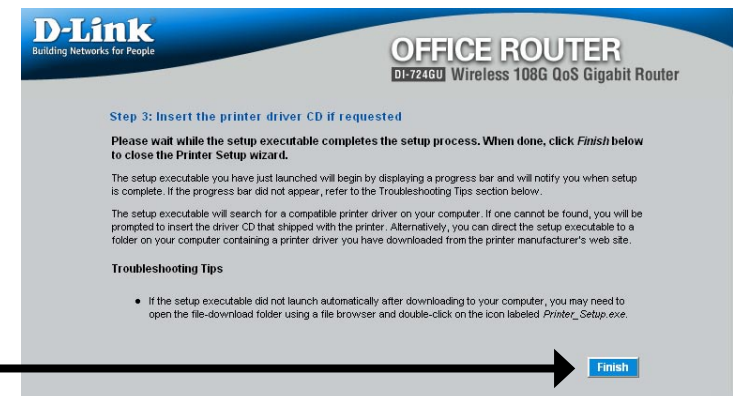 D-Link
Building Networks for People
OFFICE ROUTER
DI-724GU Wireless 108G QoS Gigabit Router
Step 3: Insert the printer driver CD if requested
Please wait while the setup executable completes the setup process. When done, click Finish below
to close the Printer Setup wizard.
The setup executable you have just launched will begin by displaying a progress bar and will notify you when setup
is complete. If the progress bar did not appear, refer to the Troubleshooting Tips section below.
The setup executable will search for a compatible printer driver on your computer. If one cannot be found, you will be
prompted to insert the driver CD that shipped with the printer. Alternatively, you can direct the setup executable to a
folder on your computer containing a printer driver you have downloaded from the printer manufacturer's web site.
Troubleshooting Tips
• If the setup executable did not launch automatically after downloading to your computer, you may need to
open the file-download folder using a file browser and double-click on the icon labeled Printer_Setup.exe.
Finish